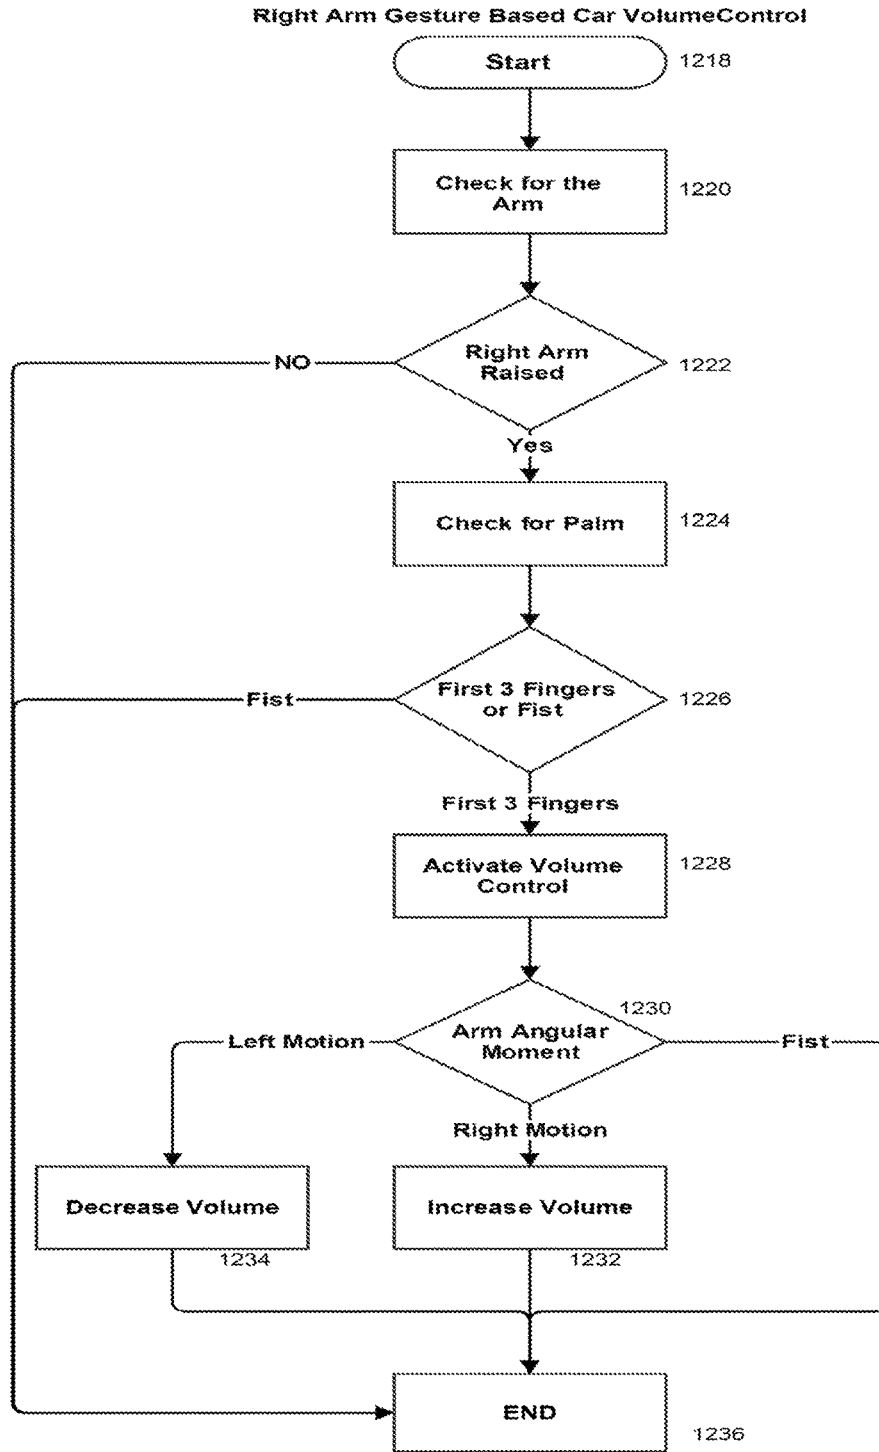 Right Arm Gesture Based Car VolumeControl
Start
1218
Check for the
Arm
1220
Right Arm
Raised
1222
NO
Yes
Check for Palm
1224
First 3 Fingers
or Fist
1226
Fist
First 3 Fingers
Activate Volume
Control
1228
1230
Arm Angular
Moment
Left Motion
Fist
Right Motion
Decrease Volume
1234
Increase Volume
1232
END
1236